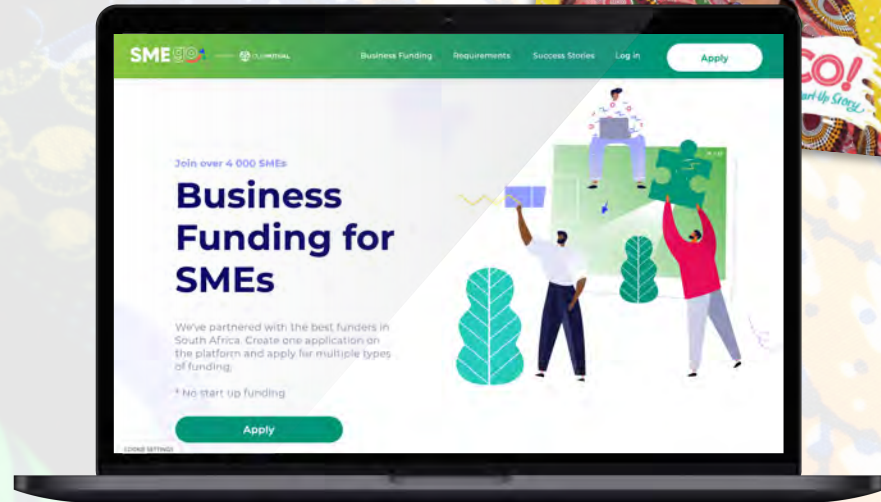 SMEgo
OLDMUTUAL
Business Funding
Requirements
Success Stories
Log in
Apply
Join over 4 000 SMEs
Business
Funding for
SMEs
We've partnered with the best funders in
South Africa. Create one application on
the platform and apply for multiple types
of funding.
* No start up funding
Apply
COOKIE SETTINGS
CO!
art-Up Story